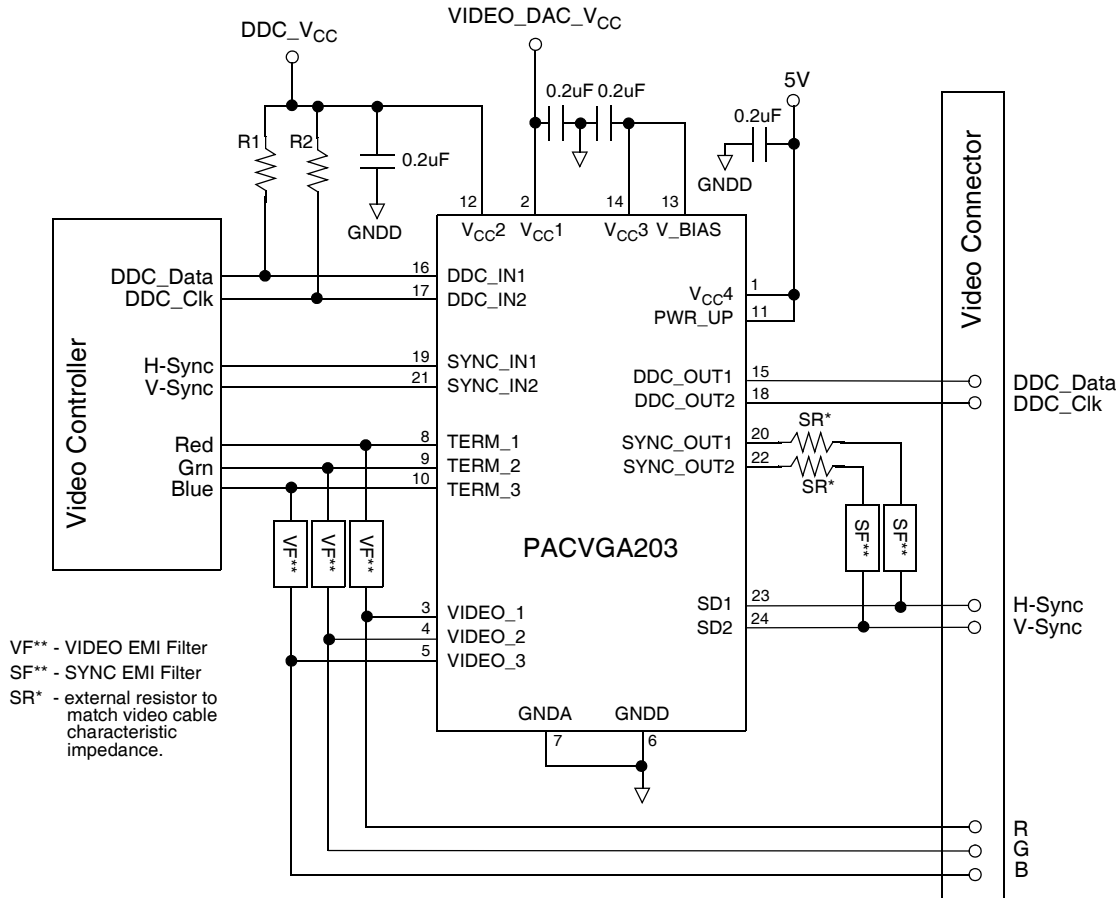 DDC_VCC
VIDEO_DAC_VCC
5V
0.2uF 0.2uF
0.2uF
R1
R2
0.2uF
GNDD
GNDD
12
2
14
13
VCC2
VCC1
VCC3
V_BIAS
Video Controller
Video Connector
DDC_Data
16
DDC_IN1
DDC_Clk
17
DDC_IN2
VCC4
1
PWR_UP
11
H-Sync
19
SYNC_IN1
V-Sync
21
SYNC_IN2
DDC_OUT1
15
DDC_Data
DDC_OUT2
18
DDC_Clk
SR*
Red
8
TERM_1
SYNC_OUT1
20
Grn
9
TERM_2
SYNC_OUT2
22
Blue
10
TERM_3
SR*
VF**
VF**
VF**
PACVGA203
SF**
SF**
3
VIDEO_1
SD1
23
H-Sync
4
VIDEO_2
SD2
24
V-Sync
5
VIDEO_3
VF** - VIDEO EMI Filter
SF** - SYNC EMI Filter
SR* - external resistor to
match video cable
characteristic
impedance.
GNDA
GNDD
7
6
R
G
B